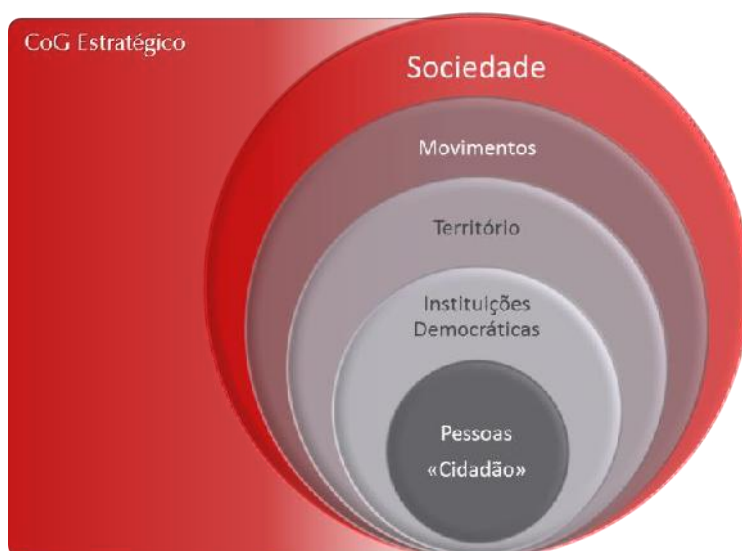 CoG Estratégico
Sociedade
Movimentos
Território
Instituições
Democráticas
Pessoas
«Cidadão»